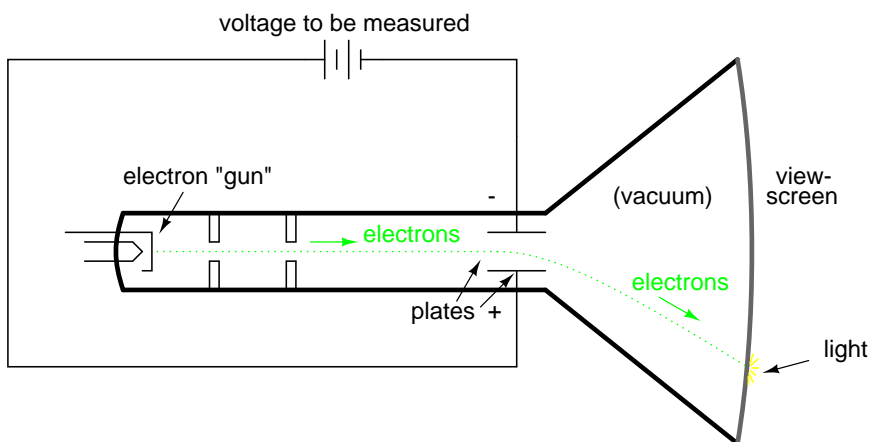 voltage to be measured
electron "gun"
-
(vacuum)
view-
screen
electrons
electrons
plates +
light